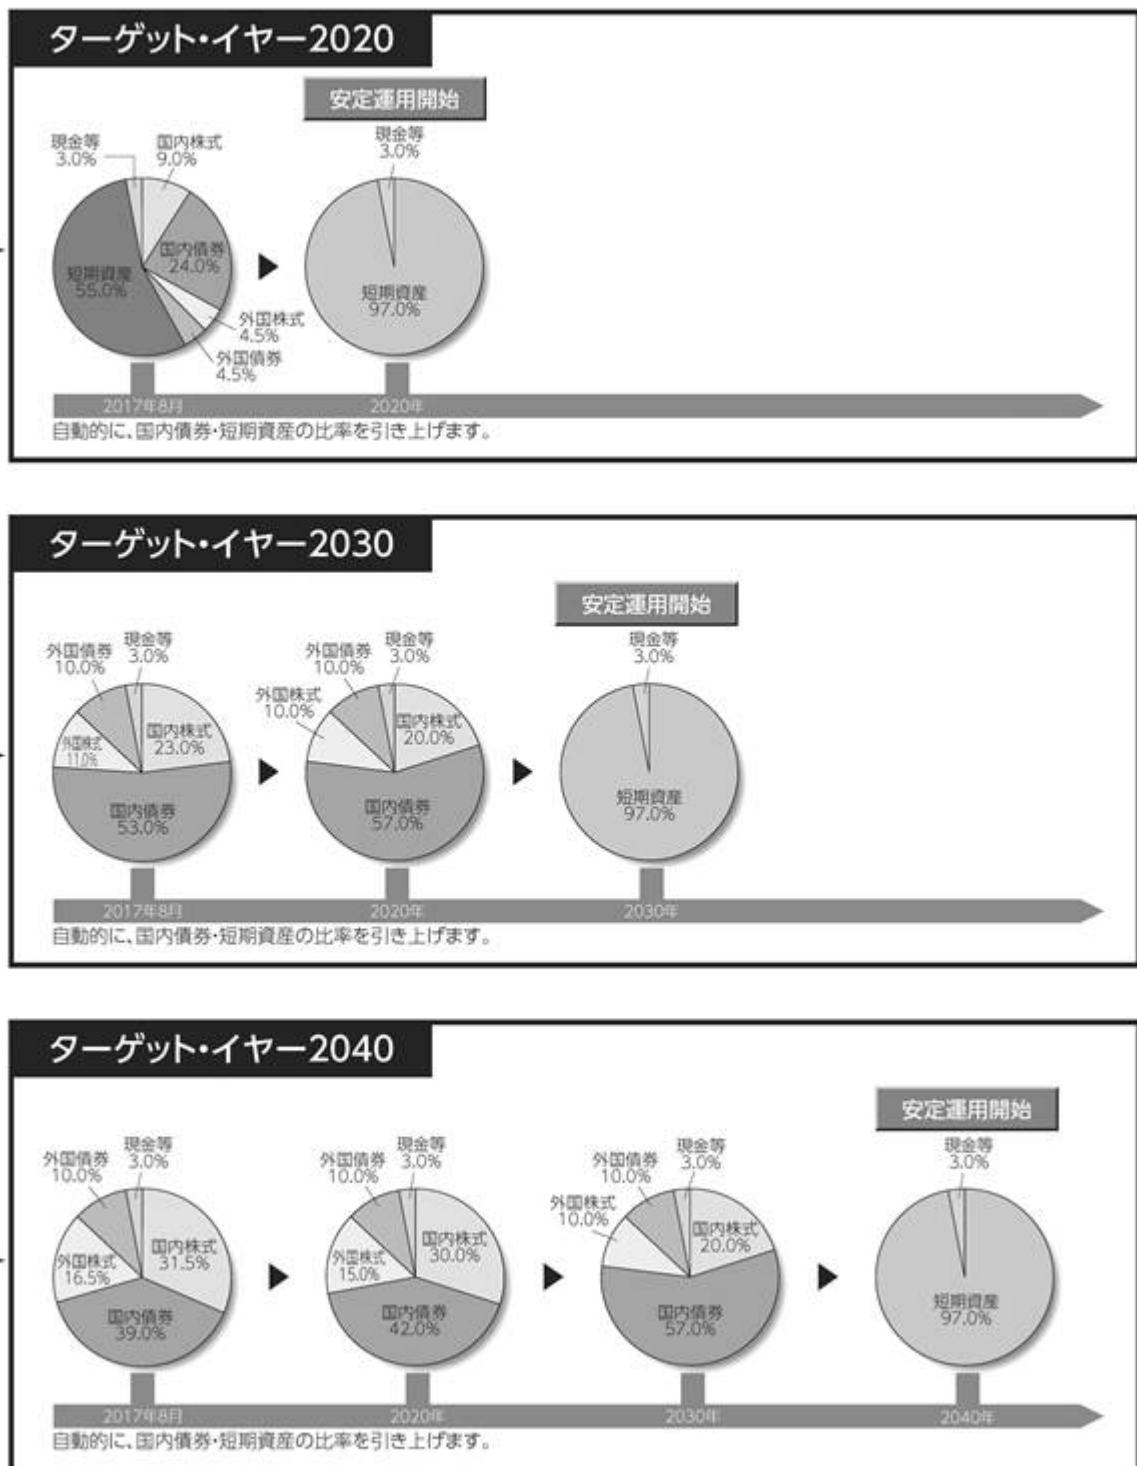 ターゲット・イヤー2020
安定運用開始
現金等
3.0%
国内株式
9.0%
国内債券
24.0%
外国株式
4.5%
外国債券
4.5%
短期資産
55.0%
現金等
3.0%
短期資産
97.0%
2017年8月
2020年
自動的に、国内債券・短期資産の比率を引き上げます。
ターゲット・イヤー2030
安定運用開始
外国債券
10.0%
現金等
3.0%
国内株式
23.0%
外国株式
11.0%
国内債券
53.0%
外国債券
10.0%
現金等
3.0%
外国株式
10.0%
国内株式
20.0%
国内債券
57.0%
現金等
3.0%
短期資産
97.0%
2017年8月
2020年
2030年
自動的に、国内債券・短期資産の比率を引き上げます。
ターゲット・イヤー2040
安定運用開始
外国債券
10.0%
現金等
3.0%
国内株式
31.5%
外国株式
16.5%
国内債券
39.0%
外国債券
10.0%
現金等
3.0%
国内株式
30.0%
外国株式
15.0%
国内債券
42.0%
外国債券
10.0%
現金等
3.0%
外国株式
10.0%
国内株式
20.0%
国内債券
57.0%
現金等
3.0%
短期資産
97.0%
2017年8月
2020年
2030年
2040年
自動的に、国内債券・短期資産の比率を引き上げます。